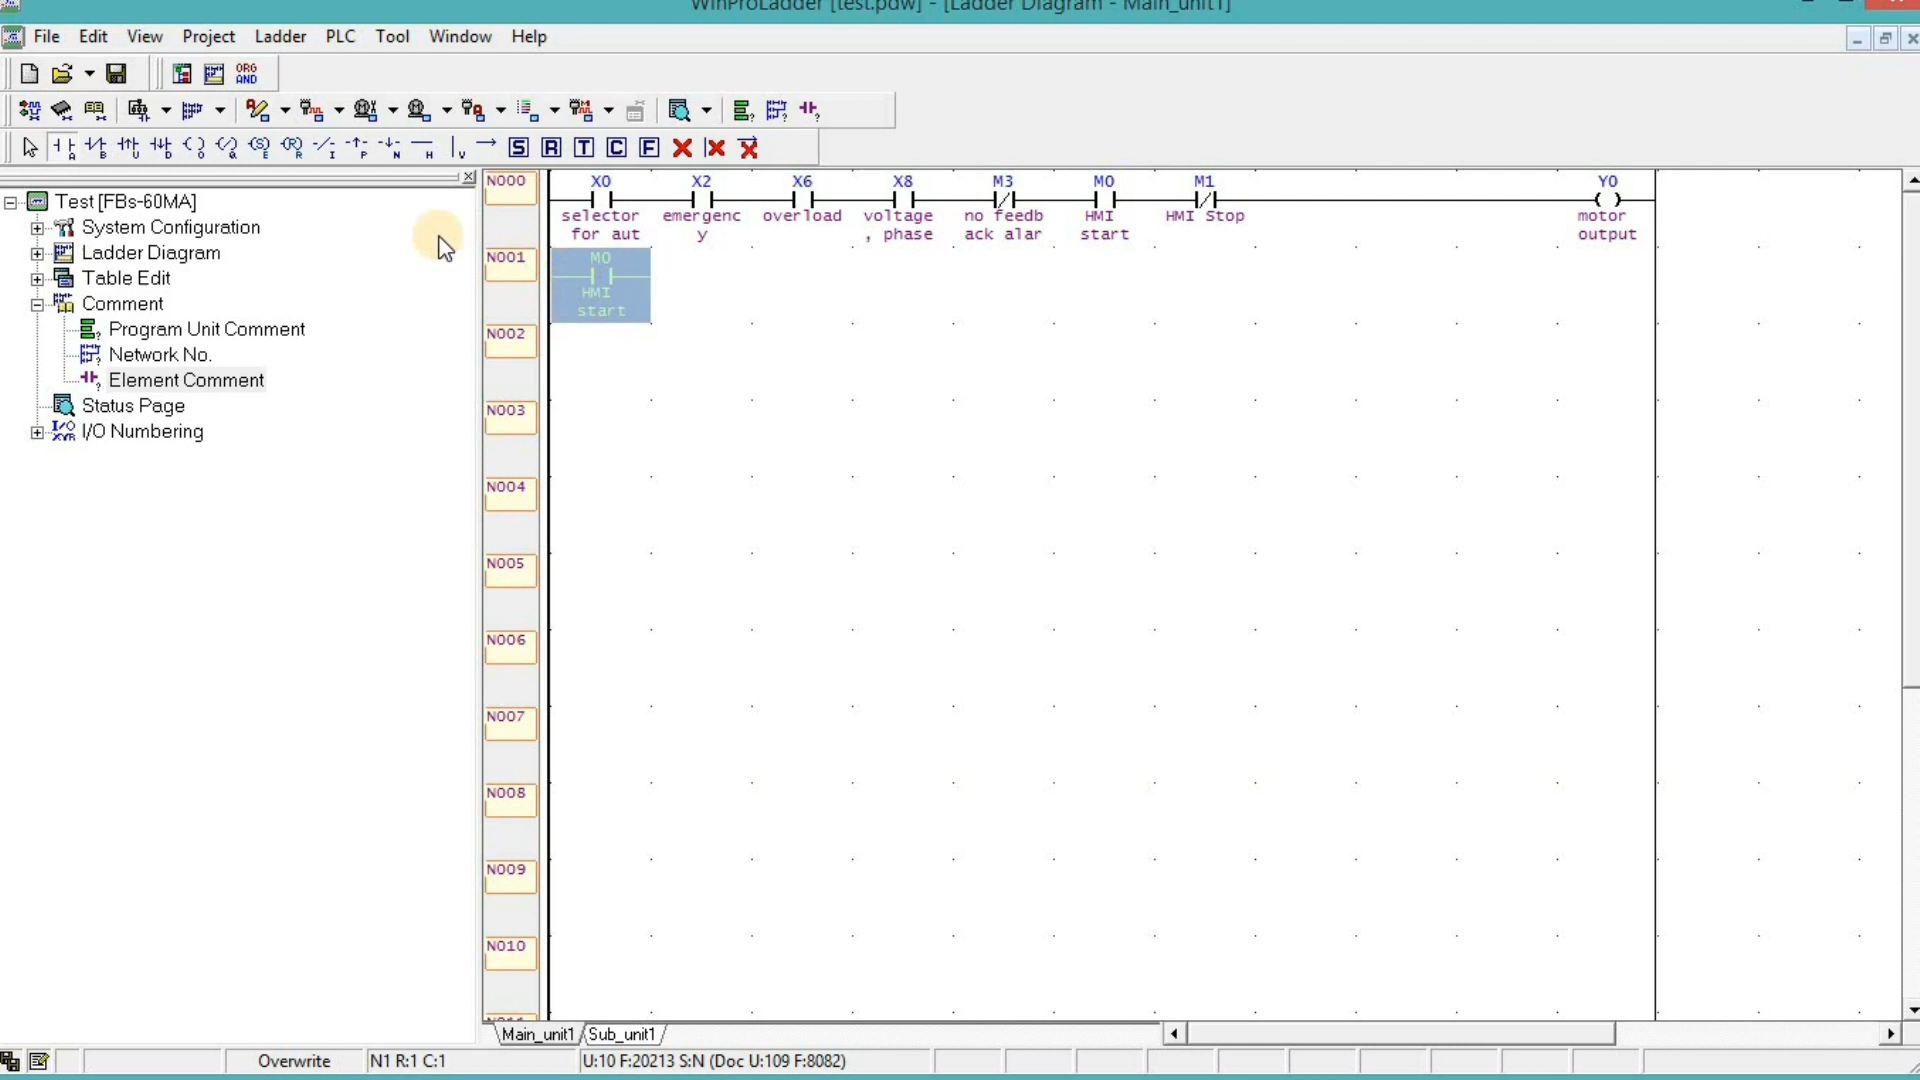 WinProLadder [test.pdw] - [Ladder Diagram - Main_unit1]
File Edit View Project Ladder PLC Tool Window Help
ORG
AND
A B U D O Q E R I P N H V S R T C F
Test [FBs-60MA]
System Configuration
Ladder Diagram
Table Edit
Comment
Program Unit Comment
Network No.
Element Comment
Status Page
I/O Numbering
N000 X0 X2 X6 X8 M3 M0 M1 Y0
selector emergenc overload voltage no feedb HMI HMI Stop motor
for aut y , phase ack alar start output
N001 M0
HMI
start
N002
N003
N004
N005
N006
N007
N008
N009
N010
Main_unit1 Sub_unit1
Overwrite N1 R:1 C:1 U:10 F:20213 S:N (Doc U:109 F:8082)